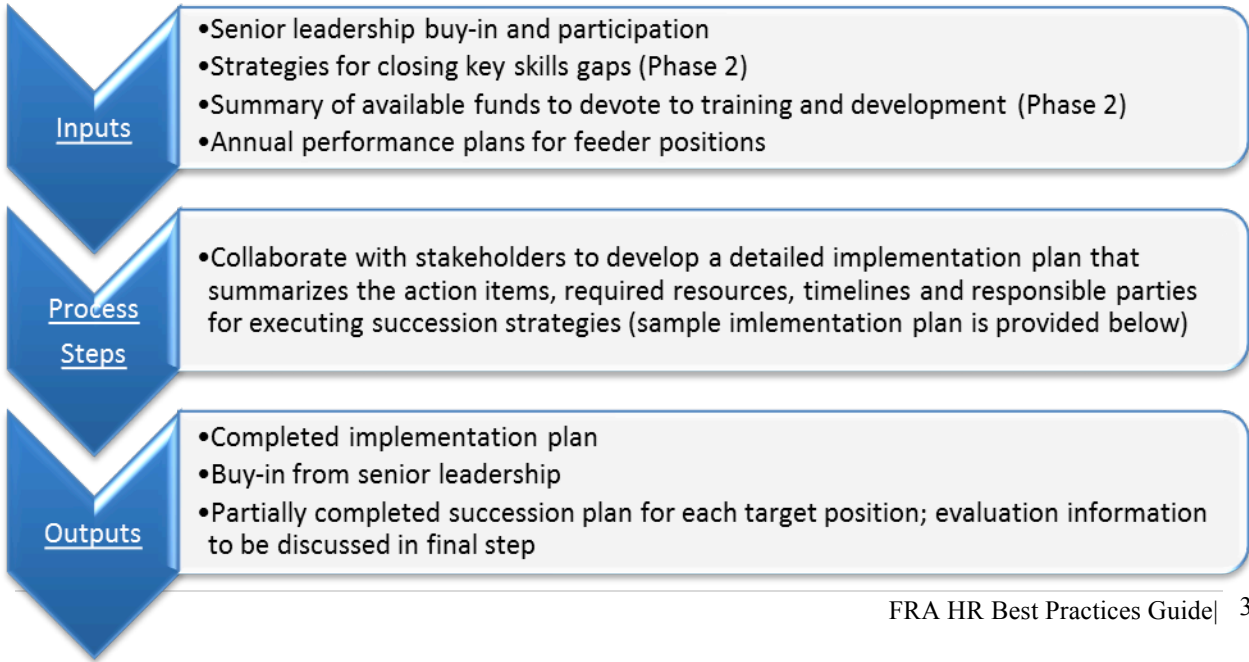 Inputs
•Senior leadership buy-in and participation
•Strategies for closing key skills gaps (Phase 2)
•Summary of available funds to devote to training and development (Phase 2)
•Annual performance plans for feeder positions
Process
Steps
•Collaborate with stakeholders to develop a detailed implementation plan that
summarizes the action items, required resources, timelines and responsible parties
for executing succession strategies (sample imlementation plan is provided below)
Outputs
•Completed implementation plan
•Buy-in from senior leadership
•Partially completed succession plan for each target position; evaluation information
to be discussed in final step
FRA HR Best Practices Guide| 3